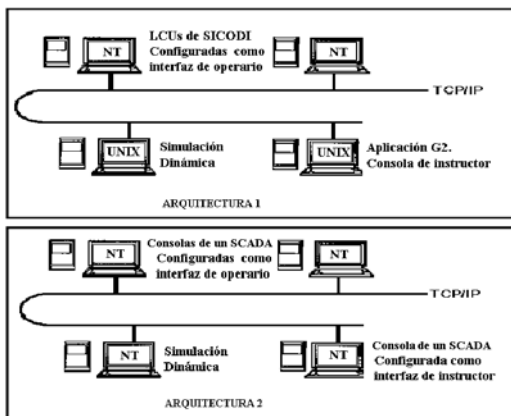 LCUs de SICODI
NT
Configuradas como
NT
interfaz de operario
TCP/IP
UNIX
Simulación
Dinámica
UNIX
Aplicación G2.
Consola de instructor
ARQUITECTURA 1
Consolas de un SCADA
NT
Configuradas como
NT
interfaz de operario
TCP/IP
NT
Simulación
Dinámica
NT
Consola de un SCADA
Configurada como
interfaz de instructor
ARQUITECTURA 2